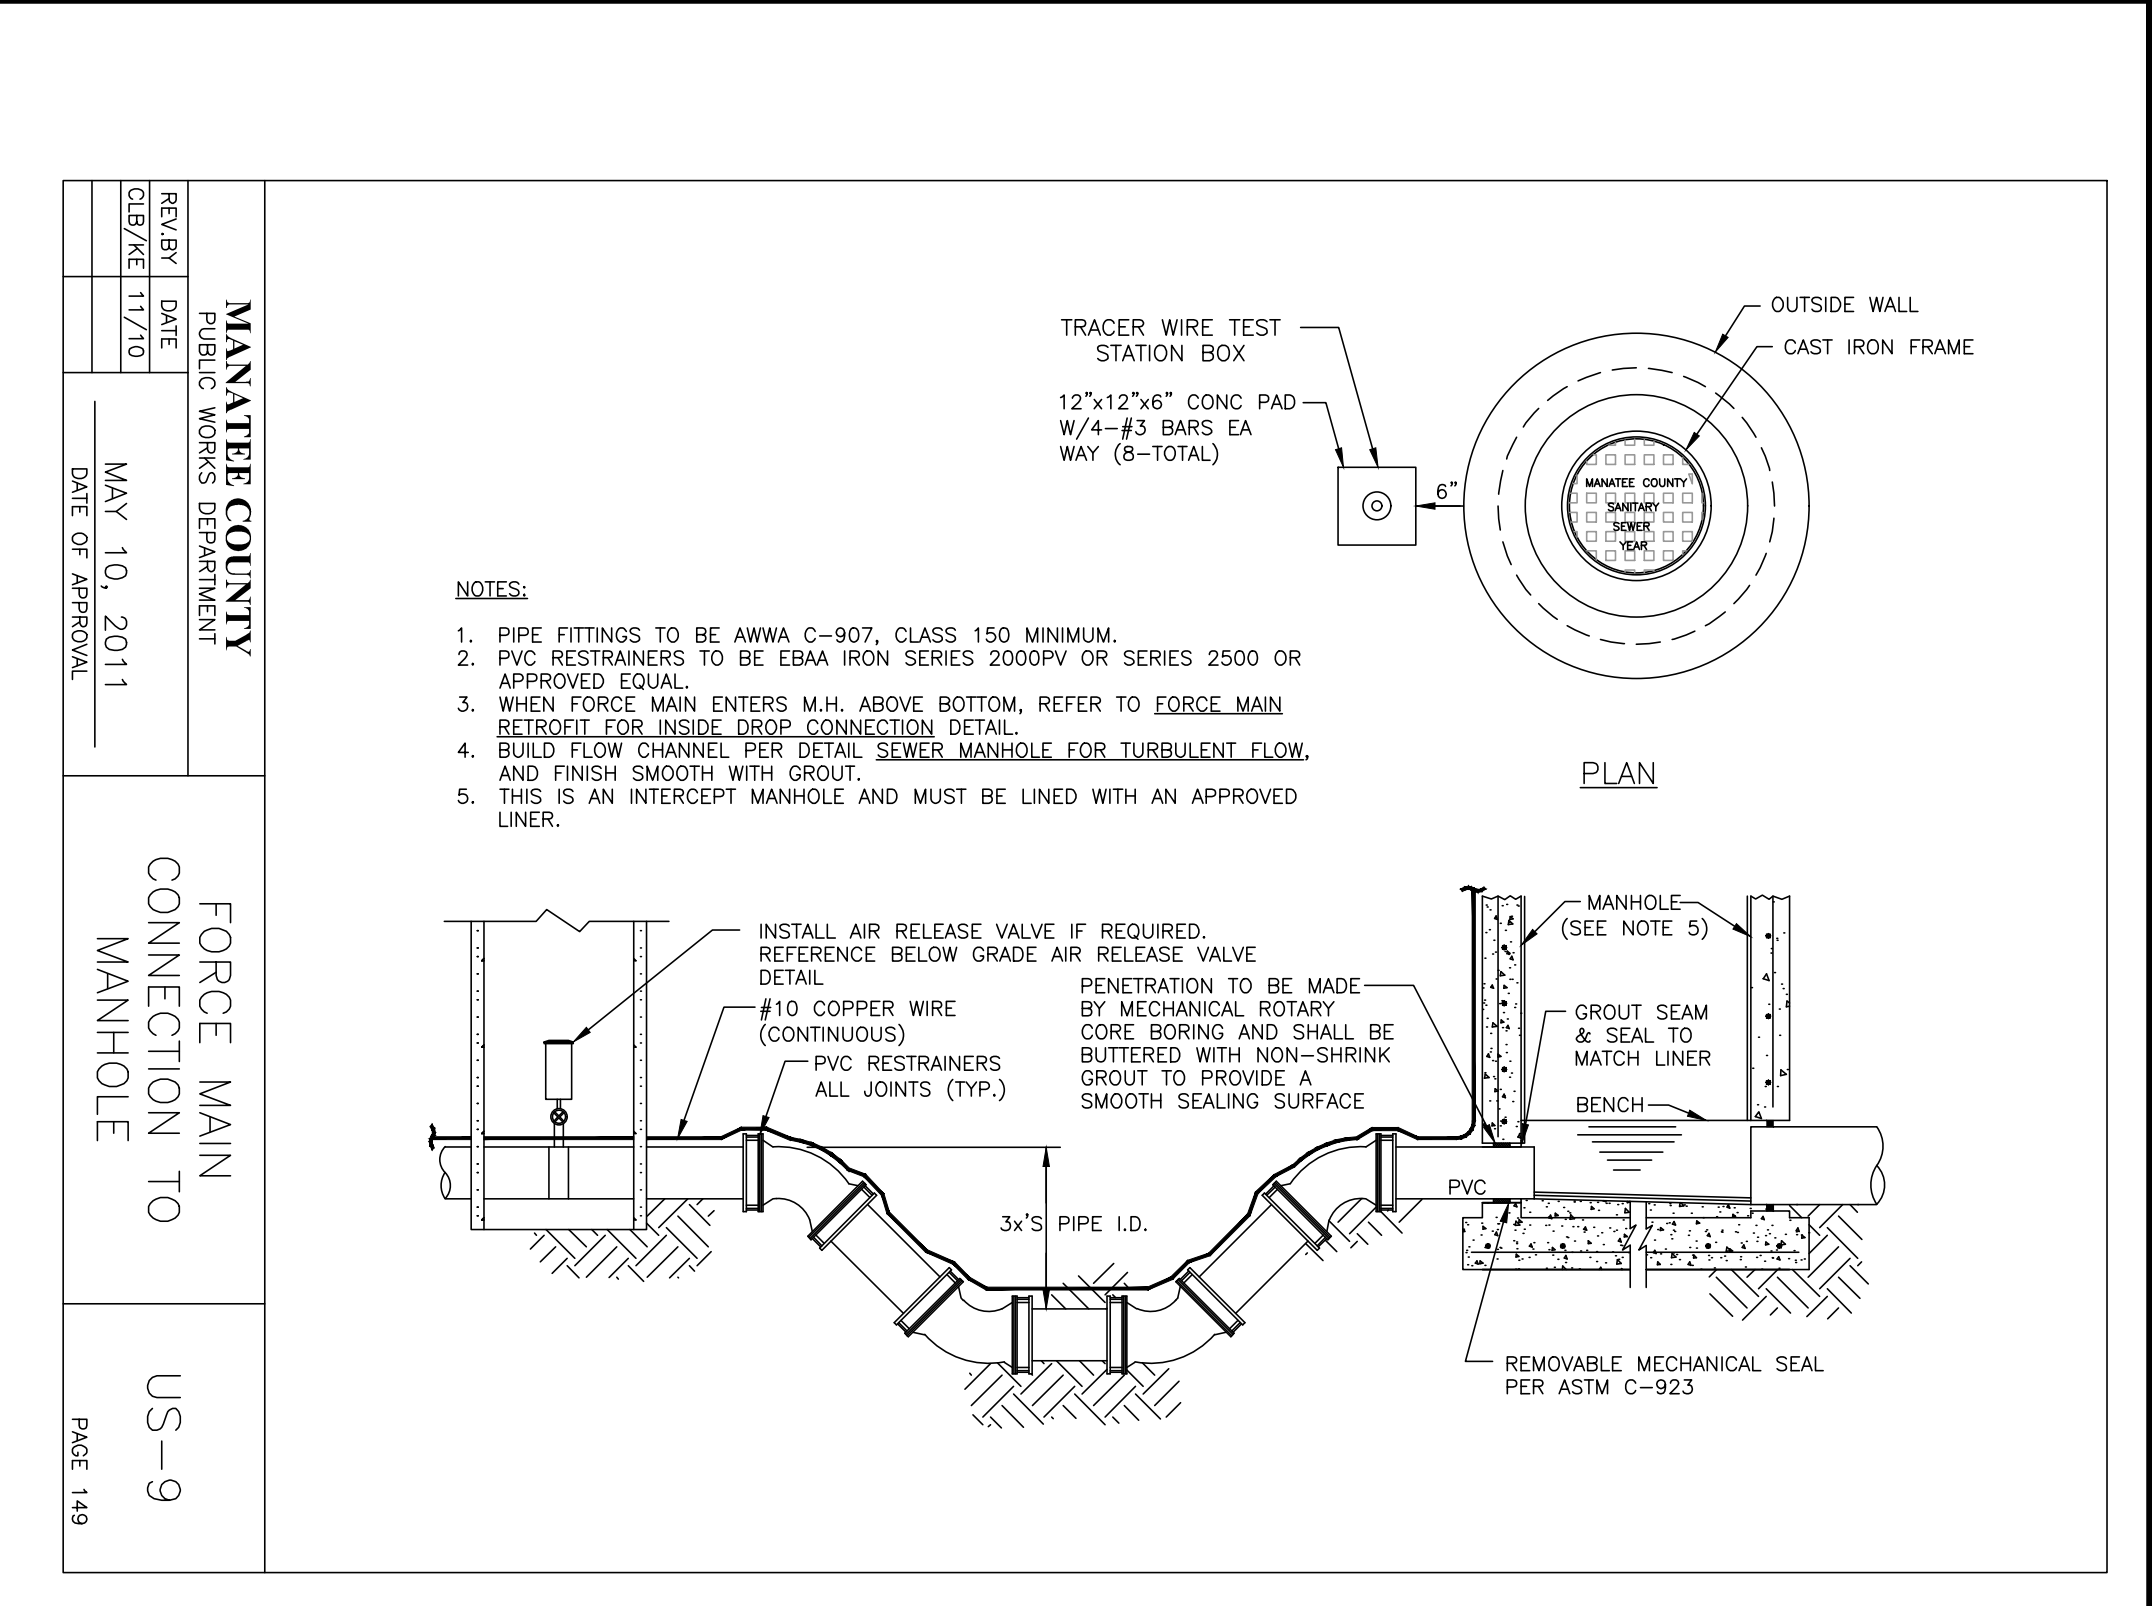 OUTSIDE WALL
CAST IRON FRAME
TRACER WIRE TEST
STATION BOX
12"x12"x6" CONC PAD
W/4-#3 BARS EA
WAY (8-TOTAL)
6"
MANATEE COUNTY
SANITARY
SEWER
YEAR
PLAN
NOTES:
1. PIPE FITTINGS TO BE AWWA C-907, CLASS 150 MINIMUM.
2. PVC RESTRAINERS TO BE EBAA IRON SERIES 2000PV OR SERIES 2500 OR
APPROVED EQUAL.
3. WHEN FORCE MAIN ENTERS M.H. ABOVE BOTTOM, REFER TO FORCE MAIN
RETROFIT FOR INSIDE DROP CONNECTION DETAIL.
4. BUILD FLOW CHANNEL PER DETAIL SEWER MANHOLE FOR TURBULENT FLOW,
AND FINISH SMOOTH WITH GROUT.
5. THIS IS AN INTERCEPT MANHOLE AND MUST BE LINED WITH AN APPROVED
LINER.
INSTALL AIR RELEASE VALVE IF REQUIRED.
REFERENCE BELOW GRADE AIR RELEASE VALVE
DETAIL
#10 COPPER WIRE
(CONTINUOUS)
PVC RESTRAINERS
ALL JOINTS (TYP.)
PENETRATION TO BE MADE
BY MECHANICAL ROTARY
CORE BORING AND SHALL BE
BUTTERED WITH NON-SHRINK
GROUT TO PROVIDE A
SMOOTH SEALING SURFACE
MANHOLE
(SEE NOTE 5)
GROUT SEAM
& SEAL TO
MATCH LINER
BENCH
PVC
3x'S PIPE I.D.
REMOVABLE MECHANICAL SEAL
PER ASTM C-923
MANATEE COUNTY
PUBLIC WORKS DEPARTMENT
REV.BY DATE
CLB/KE 11/10
MAY 10, 2011
DATE OF APPROVAL
FORCE MAIN
CONNECTION TO
MANHOLE
US-9
PAGE 149